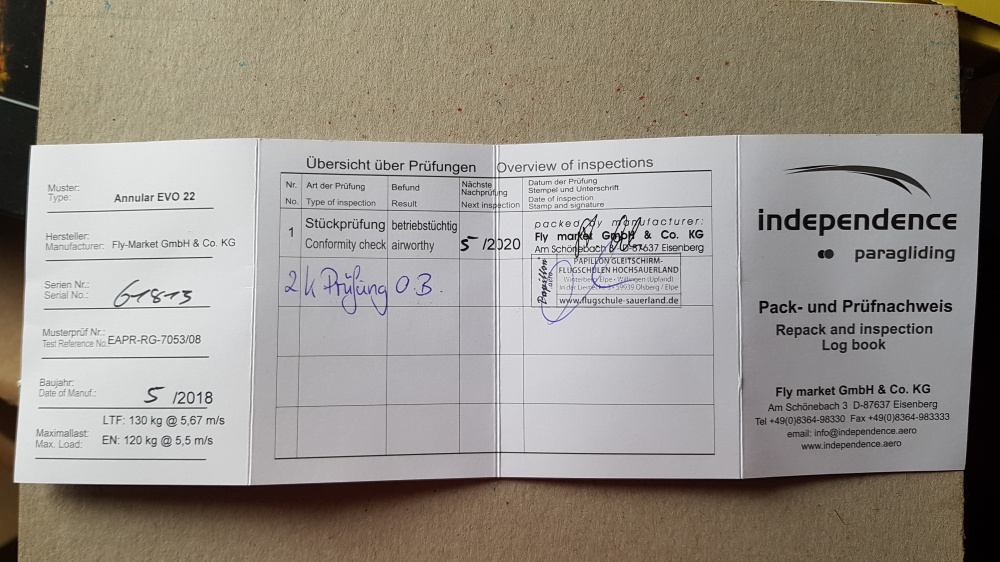 Muster:
Type: Annular EVO 22
Hersteller:
Manufacturer: Fly-Market GmbH & Co. KG
Serien Nr.:
Serial No.: 61813
Musterprüf Nr.:
Test Reference No. EAPR-RG-7053/08
Baujahr:
Date of Manuf.: 5 /2018
LTF: 130 kg @ 5,67 m/s
Maximallast:
Max. Load: EN: 120 kg @ 5,5 m/s
Übersicht über Prüfungen Overview of inspections
Nr. Art der Prüfung Befund Nächste Nachprüfung Datum der Prüfung Stempel und Unterschrift
No. Type of inspection Result Next inspection Date of inspection Stamp and signature
1 Stückprüfung betriebstüchtig
Conformity check airworthy 5 /2020
packed by manufacturer:
Fly market GmbH & Co. KG
Am Schönebach 3 D-87637 Eisenberg
2 K Prüfung O.B.
Papillon
PAPILLON GLEITSCHIRM-
FLUGSCHULEN HOCHSAUERLAND
Elpe • Willingen (Upland)
59939 Olsberg / Elpe
www.flugschule-sauerland.de
independence
paragliding
Pack- und Prüfnachweis
Repack and inspection
Log book
Fly market GmbH & Co. KG
Am Schönebach 3 D-87637 Eisenberg
Tel +49(0)8364-98330 Fax +49(0)8364-983333
email: info@independence.aero
www.independence.aero